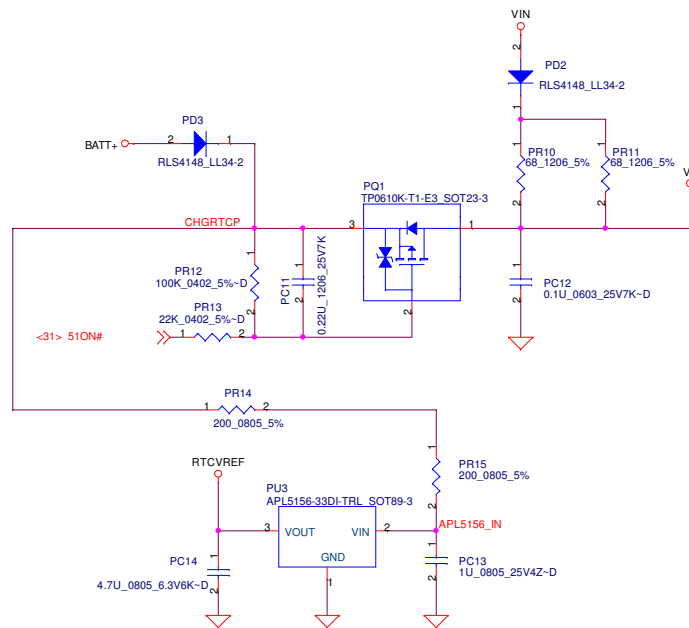 VIN
2
PD2
RLS4148_LL34-2
1
PD3
BATT+
2
1
RLS4148_LL34-2
1
PR10
68_1206_5%
2
1
PR11
68_1206_5%
2
V
PQ1
TP0610K-T1-E3_SOT23-3
CHGRTCP
3
1
2
1
PR12
100K_0402_5%~D
2
1
PC11
0.22U_1206_25V7K
2
1
PC12
0.1U_0603_25V7K~D
2
PR13
22K_0402_5%~D
<31> 51ON#
1
2
PR14
1
2
200_0805_5%
1
PR15
200_0805_5%
2
RTCVREF
PU3
APL5156-33DI-TRL_SOT89-3
3
VOUT
VIN
2
APL5156_IN
GND
1
1
PC14
4.7U_0805_6.3V6K~D
2
1
PC13
1U_0805_25V4Z~D
2